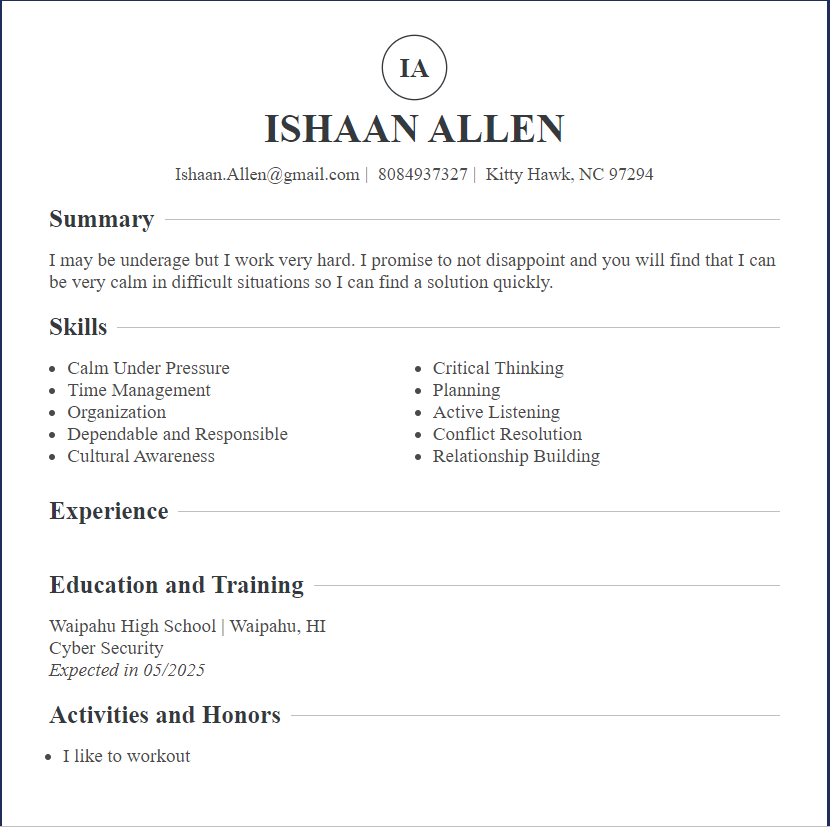 IA
ISHAAN ALLEN
Ishaan.Allen@gmail.com | 8084937327 | Kitty Hawk, NC 97294
Summary
I may be underage but I work very hard. I promise to not disappoint and you will find that I can
be very calm in difficult situations so I can find a solution quickly.
Skills
• Calm Under Pressure
• Time Management
• Organization
• Dependable and Responsible
• Cultural Awareness
• Critical Thinking
• Planning
• Active Listening
• Conflict Resolution
• Relationship Building
Experience
Education and Training
Waipahu High School | Waipahu, HI
Cyber Security
Expected in 05/2025
Activities and Honors
• I like to workout